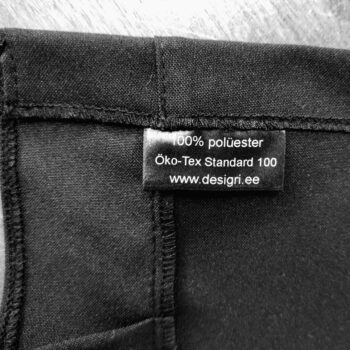 100% polüester
Öko-Tex Standard 100
www.desigri.ee